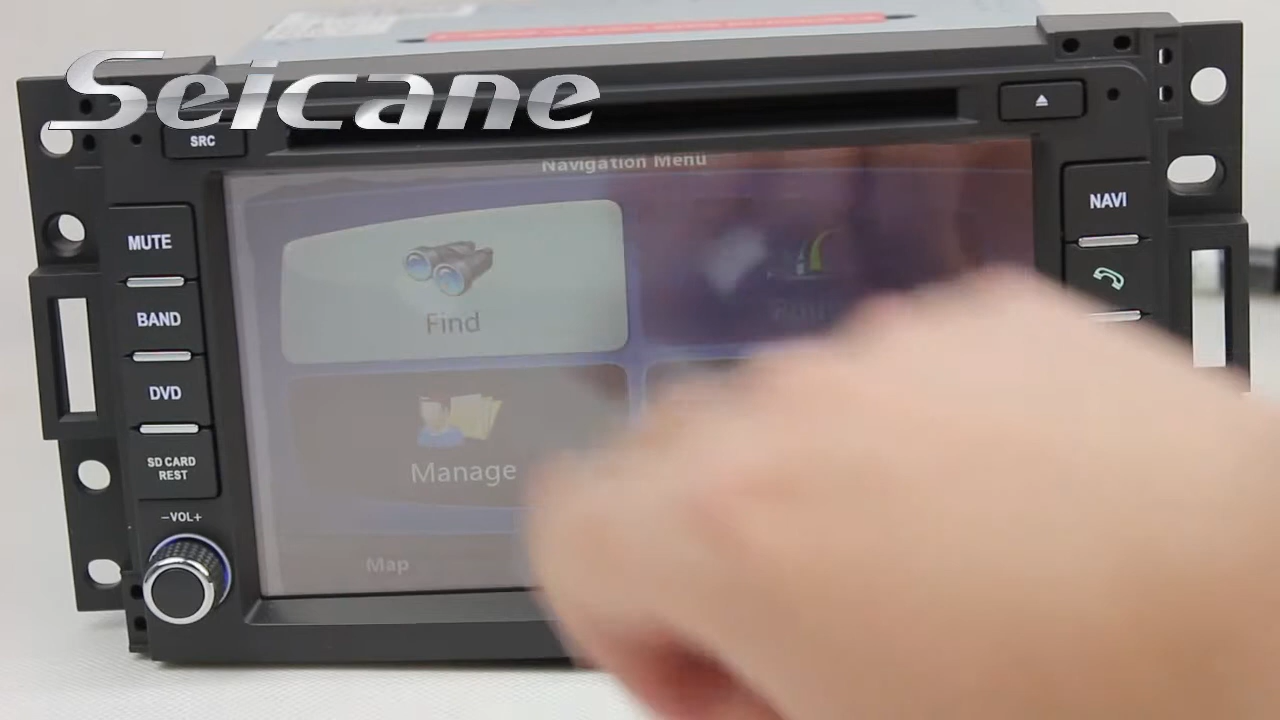 Seicane
SRC
Navigation Menu
NAVI
MUTE
BAND
Find
DVD
Manage
SD CARD
REST
−VOL+
Map